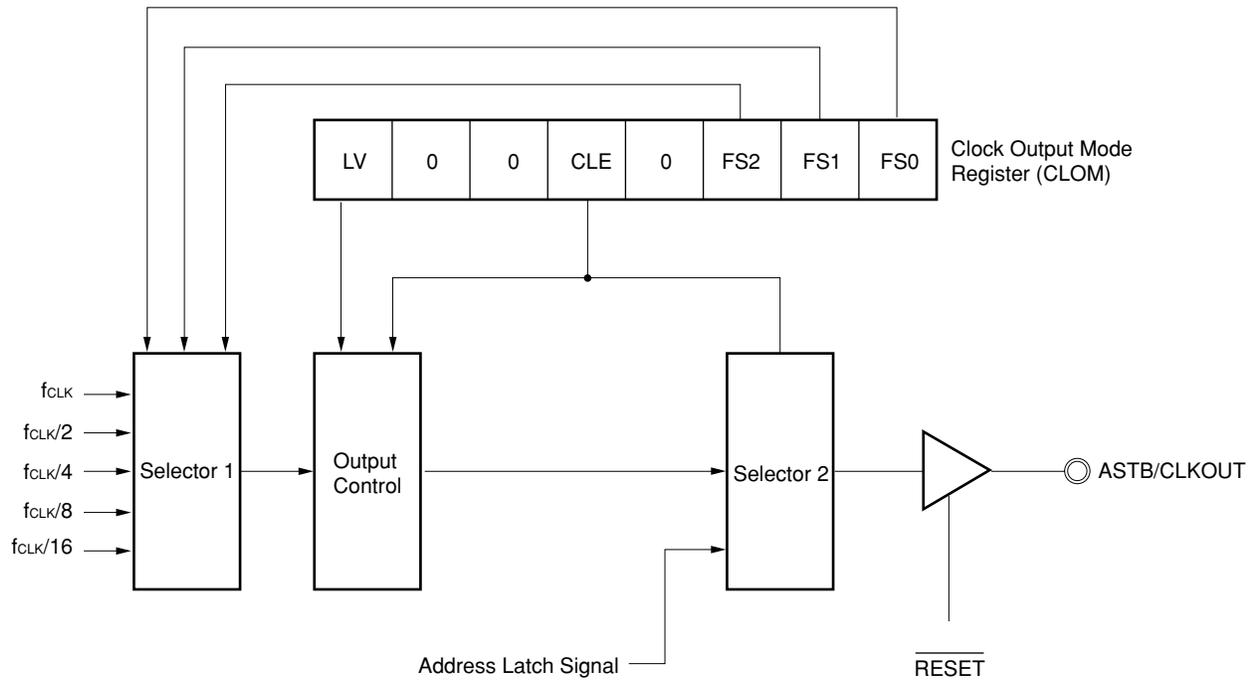 LV 0 0 CLE 0 FS2 FS1 FS0
Clock Output Mode
Register (CLOM)
fCLK
fCLK/2
fCLK/4
fCLK/8
fCLK/16
Selector 1
Output
Control
Selector 2
ASTB/CLKOUT
Address Latch Signal
RESET